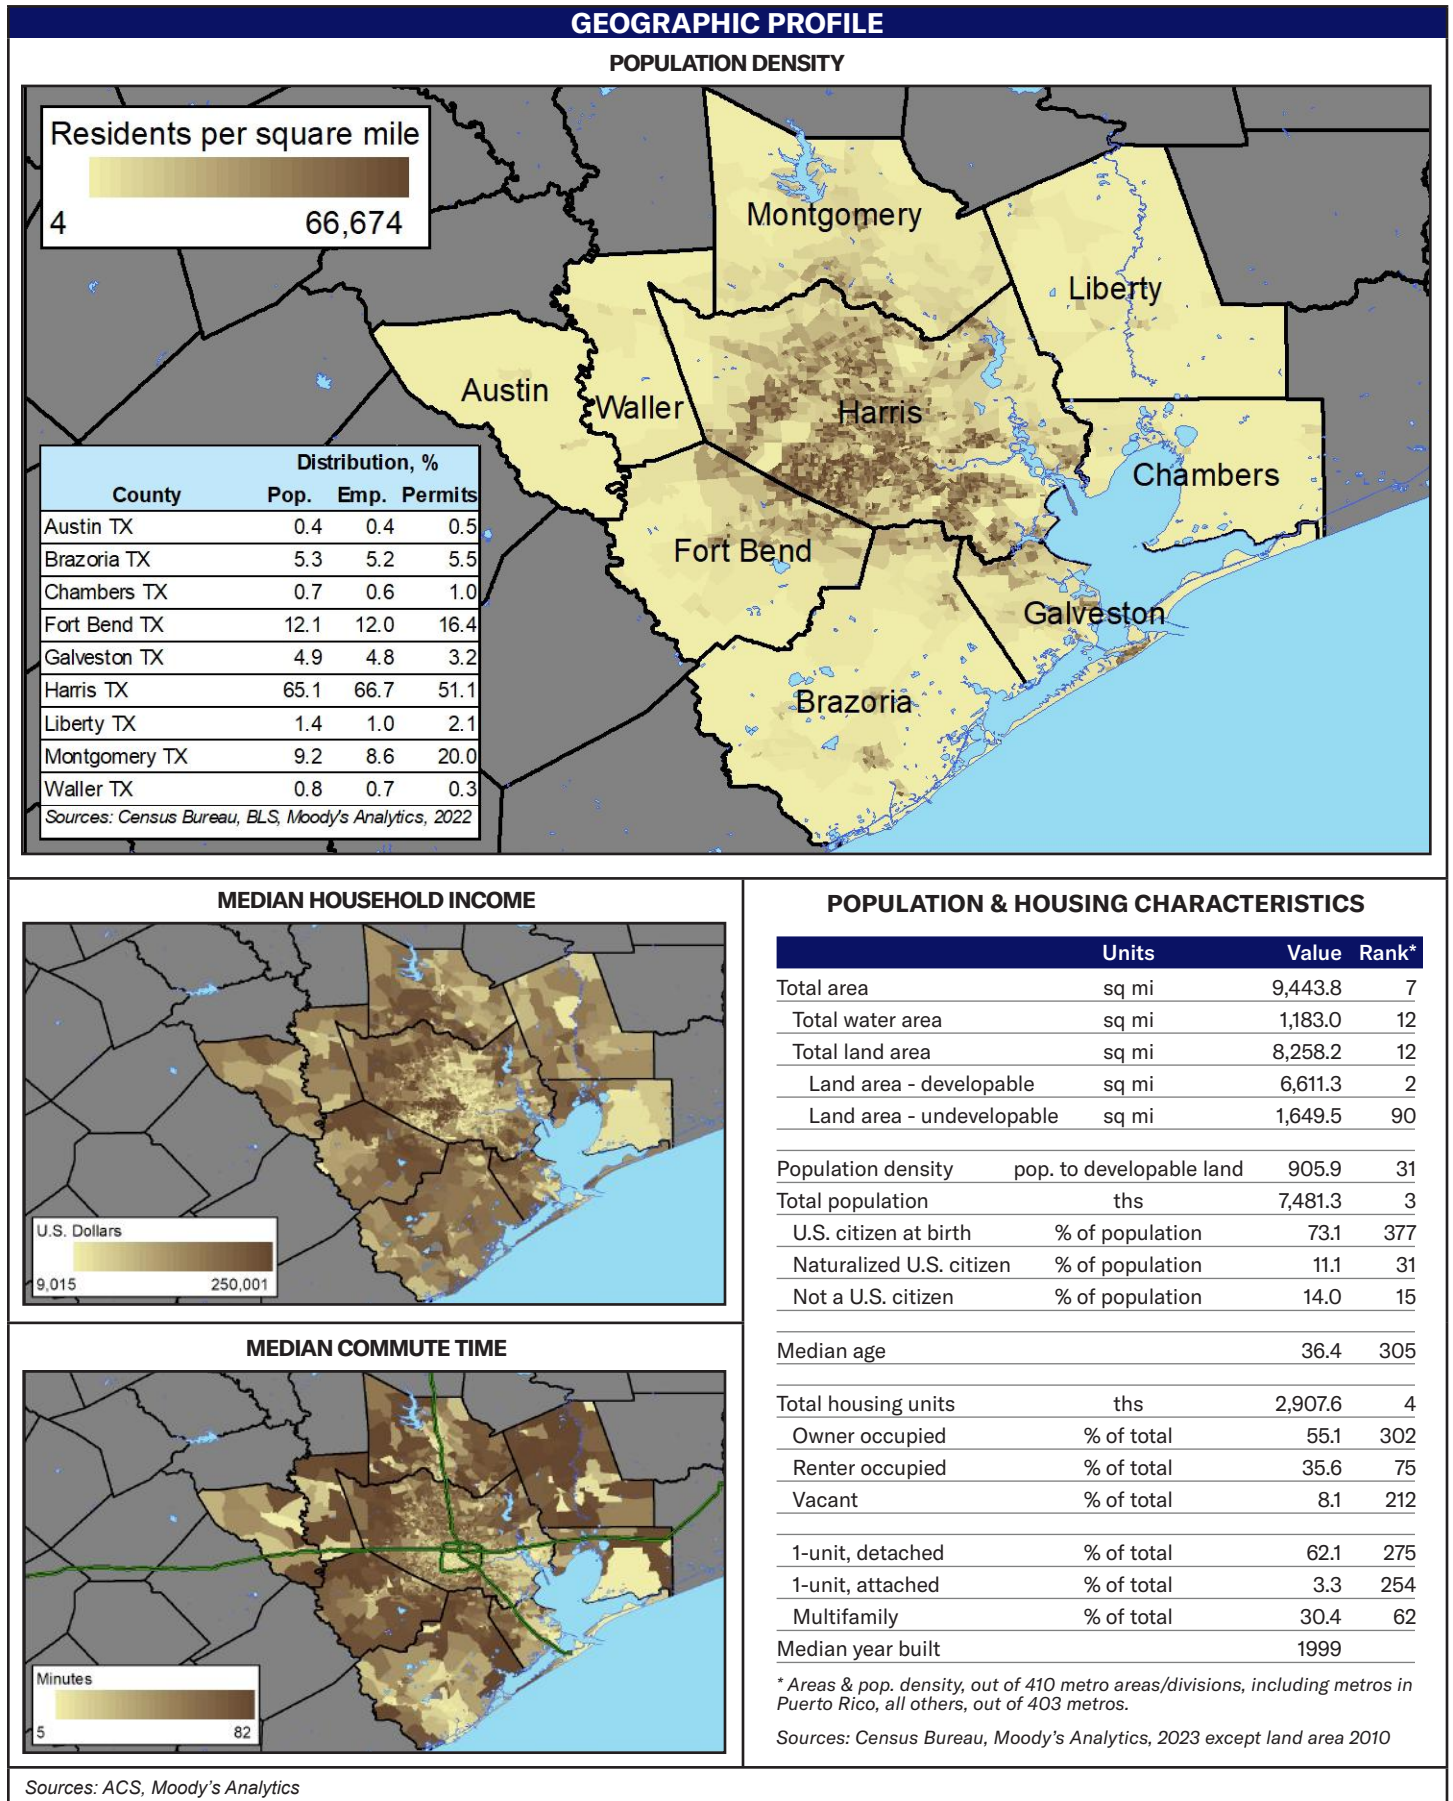 GEOGRAPHIC PROFILE
POPULATION DENSITY
Residents per square mile
4 66,674
Montgomery
Liberty
Austin
Waller
Harris
Chambers
Fort Bend
Galveston
Brazoria
Distribution, %
County Pop. Emp. Permits
Austin TX 0.4 0.4 0.5
Brazoria TX 5.3 5.2 5.5
Chambers TX 0.7 0.6 1.0
Fort Bend TX 12.1 12.0 16.4
Galveston TX 4.9 4.8 3.2
Harris TX 65.1 66.7 51.1
Liberty TX 1.4 1.0 2.1
Montgomery TX 9.2 8.6 20.0
Waller TX 0.8 0.7 0.3
Sources: Census Bureau, BLS, Moody's Analytics, 2022
MEDIAN HOUSEHOLD INCOME
U.S. Dollars
9,015 250,001
MEDIAN COMMUTE TIME
Minutes
5 82
POPULATION & HOUSING CHARACTERISTICS
Units Value Rank*
Total area sq mi 9,443.8 7
Total water area sq mi 1,183.0 12
Total land area sq mi 8,258.2 12
Land area - developable sq mi 6,611.3 2
Land area - undevelopable sq mi 1,649.5 90
Population density pop. to developable land 905.9 31
Total population ths 7,481.3 3
U.S. citizen at birth % of population 73.1 377
Naturalized U.S. citizen % of population 11.1 31
Not a U.S. citizen % of population 14.0 15
Median age 36.4 305
Total housing units ths 2,907.6 4
Owner occupied % of total 55.1 302
Renter occupied % of total 35.6 75
Vacant % of total 8.1 212
1-unit, detached % of total 62.1 275
1-unit, attached % of total 3.3 254
Multifamily % of total 30.4 62
Median year built 1999
* Areas & pop. density, out of 410 metro areas/divisions, including metros in
Puerto Rico, all others, out of 403 metros.
Sources: Census Bureau, Moody's Analytics, 2023 except land area 2010
Sources: ACS, Moody's Analytics